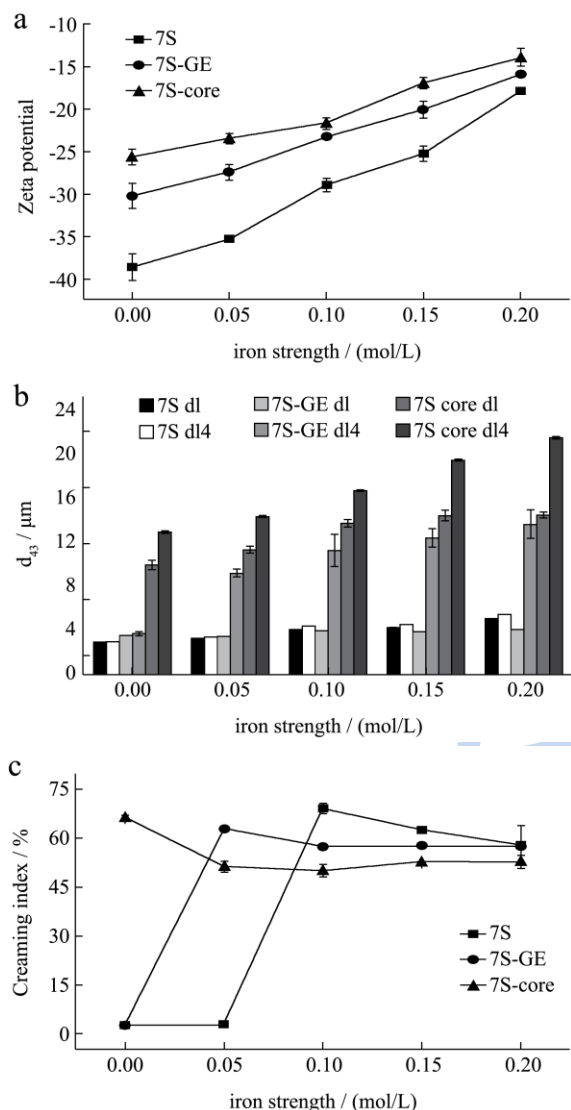 a
7S
7S-GE
7S-core
Zeta potential
-10
-15
-20
-25
-30
-35
-40
0.00 0.05 0.10 0.15 0.20
iron strength / (mol/L)
b
7S dl 7S-GE dl 7S core dl
7S dl4 7S-GE dl4 7S core dl4
d43 / μm
24
20
16
12
8
4
0
0.00 0.05 0.10 0.15 0.20
iron strength / (mol/L)
c
Creaming index / %
75
60
45
30
15
0
7S
7S-GE
7S-core
0.00 0.05 0.10 0.15 0.20
iron strength / (mol/L)